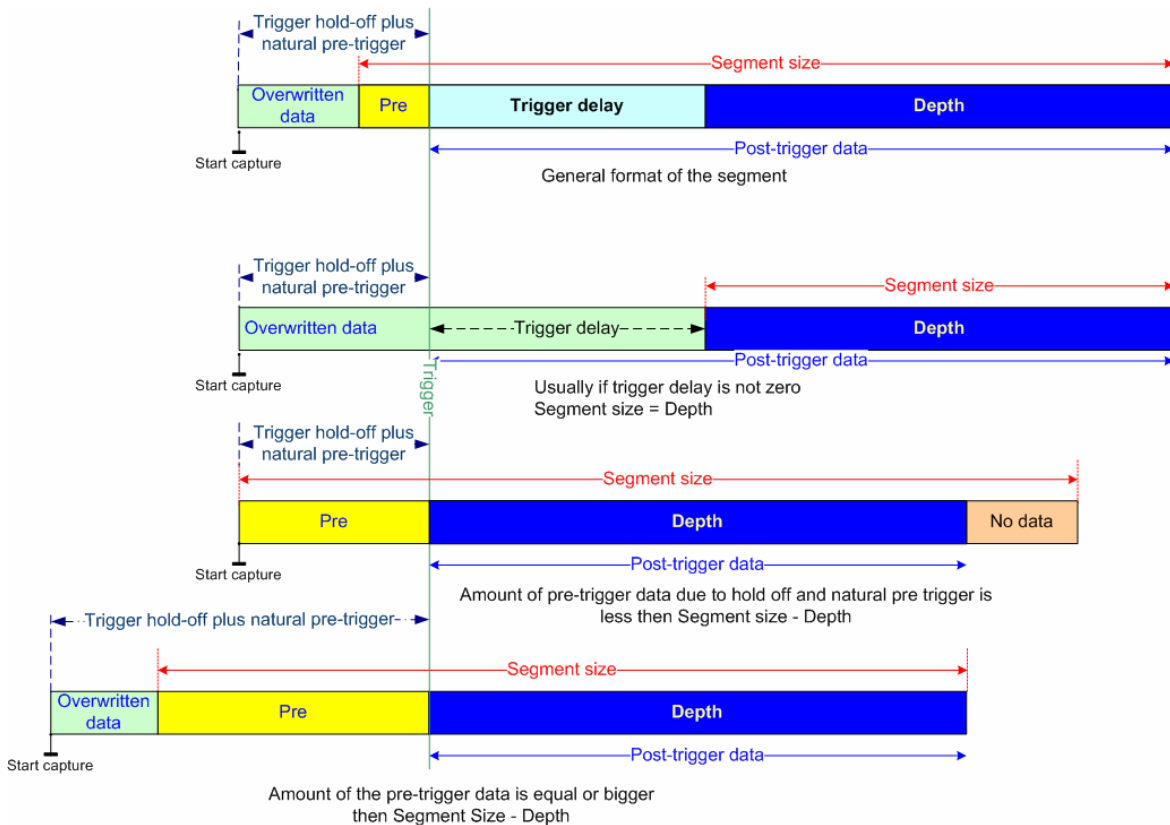 Trigger hold-off plus
natural pre-trigger
Segment size
Overwritten
data
Pre
Trigger delay
Depth
Start capture
Post-trigger data
General format of the segment
Trigger hold-off plus
natural pre-trigger
Segment size
Overwritten data
Trigger delay
Depth
Post-trigger data
Start capture
Trigger
Usually if trigger delay is not zero
Segment size = Depth
Trigger hold-off plus
natural pre-trigger
Segment size
Pre
Depth
No data
Post-trigger data
Start capture
Amount of pre-trigger data due to hold off and natural pre trigger is
less then Segment size - Depth
Trigger hold-off plus natural pre-trigger
Segment size
Overwritten
data
Pre
Depth
Post-trigger data
Start capture
Amount of the pre-trigger data is equal or bigger
then Segment Size - Depth